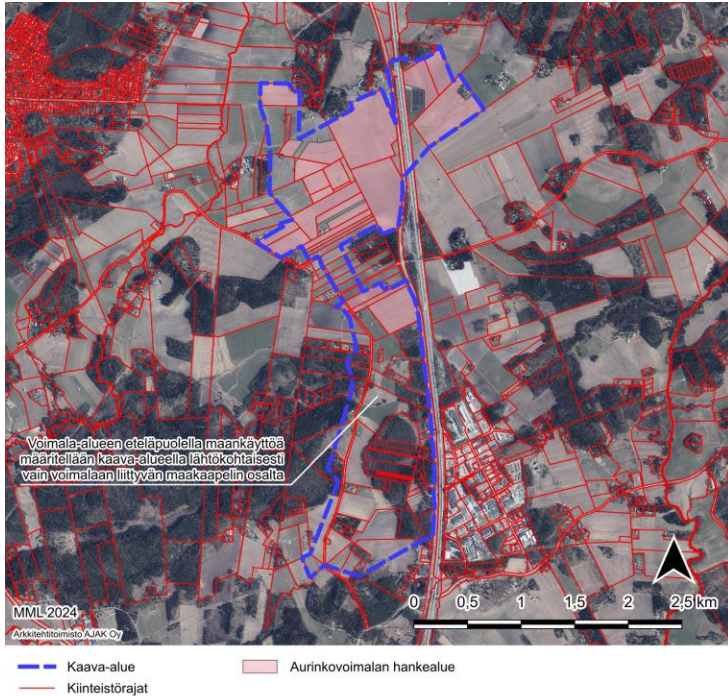 Voimala-alueen eteläpuolella maankäyttöä
määritellään kaava-alueella lähtökohtaisesti
vain voimalaan liittyvän maakaapelin osalta
MML 2024
Arkkitehtitoimisto AJAK Oy
0 0,5 1 1,5 2 2,5 km
Kaava-alue
Aurinkovoimalan hankealue
Kiinteistörajat